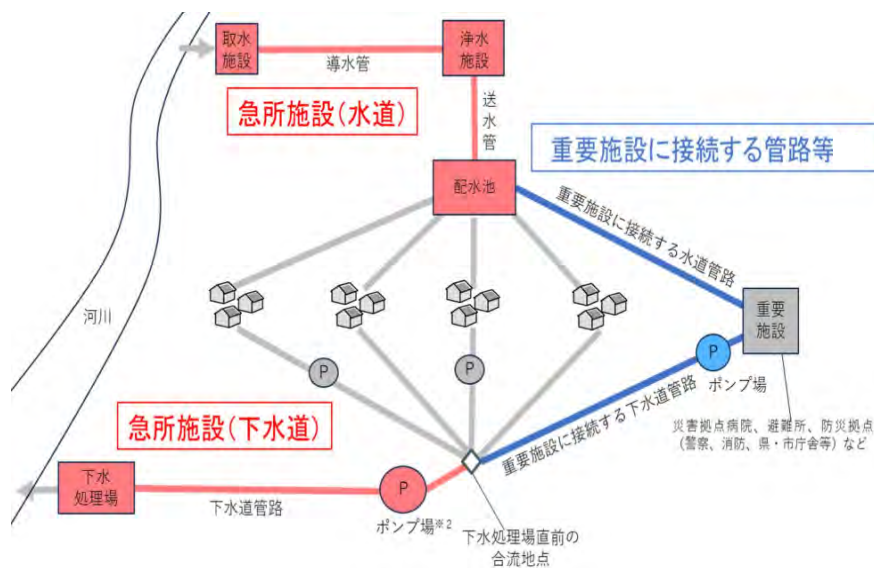 取水
施設
導水管
浄水
施設
急所施設(水道)
送
水
管
重要施設に接続する管路等
配水池
重要施設に接続する水道管路
河川
重要
施設
P
ポンプ場
P
P
急所施設(下水道)
重要施設に接続する下水道管路
災害拠点病院、避難所、防災拠点
(警察、消防、県・市庁舎等)など
下水
処理場
下水道管路
P
ポンプ場※2
下水処理場直前の
合流地点